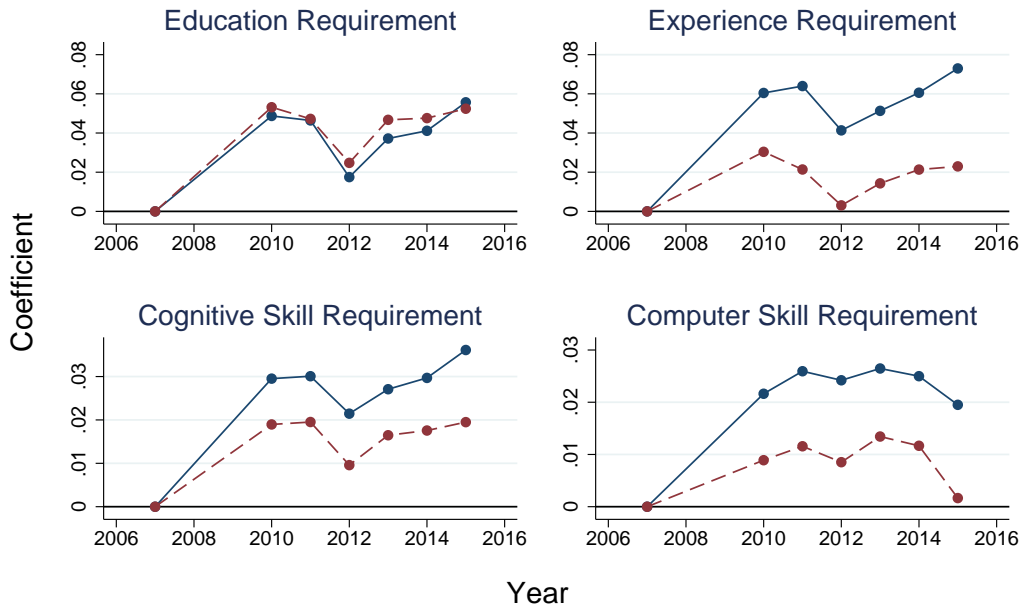 Education Requirement
.08
.06
.04
.02
0
2006 2008 2010 2012 2014 2016
Experience Requirement
.08
.06
.04
.02
0
2006 2008 2010 2012 2014 2016
Coefficient
Cognitive Skill Requirement
.03
.02
.01
0
2006 2008 2010 2012 2014 2016
Computer Skill Requirement
.03
.02
.01
0
2006 2008 2010 2012 2014 2016
Year